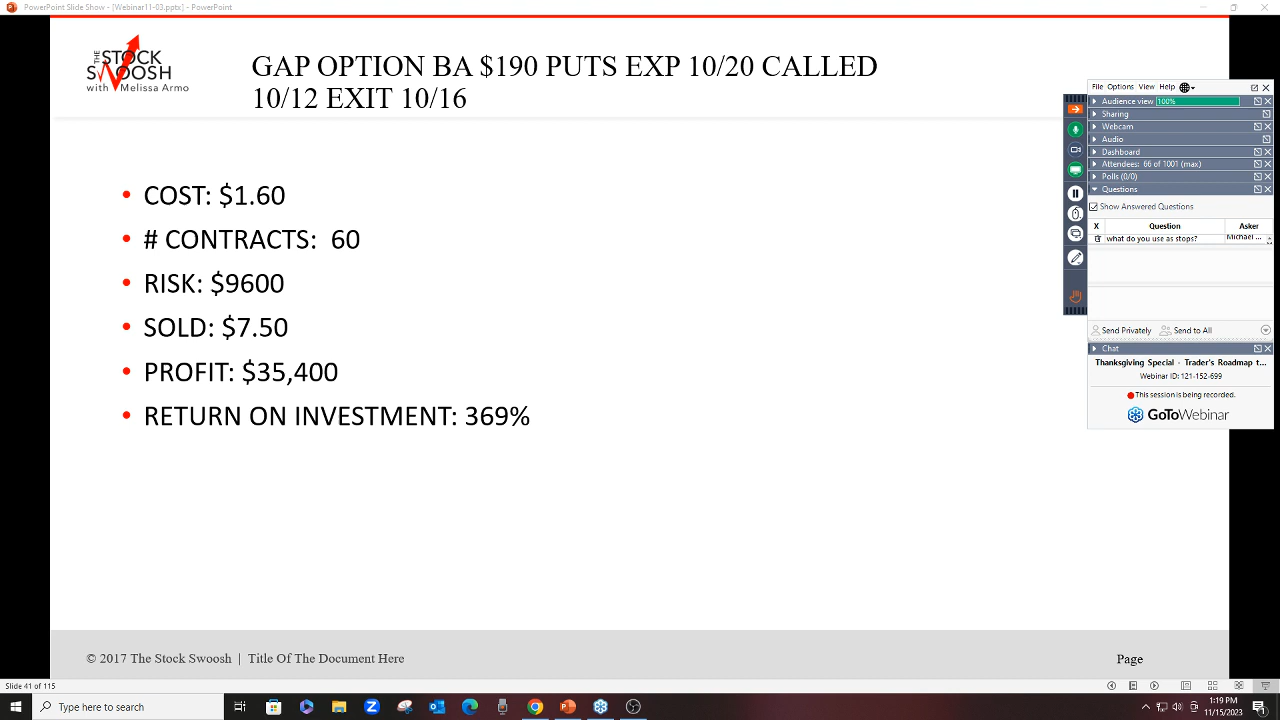 PowerPoint Slide Show - [Webinar11-03.ppts] - PowerPoint
THE
STOCK
SWOOSH
with Melissa Armo
GAP OPTION BA $190 PUTS EXP 10/20 CALLED
10/12 EXIT 10/16
• COST: $1.60
• # CONTRACTS: 60
• RISK: $9600
• SOLD: $7.50
• PROFIT: $35,400
• RETURN ON INVESTMENT: 369%
© 2017 The Stock Swoosh | Title Of The Document Here
Page
File Options View Help
Audience view 100%
Sharing
Webcam
Audio
Dashboard
Attendees: 66 of 1001 (max)
Polls (0/0)
Questions
Show Answered Questions
X Question Asker
what do you use as stops? Michael ...
Send Privately Send to All
Chat
Thanksgiving Special - Trader's Roadmap t...
Webinar ID: 121-152-699
This session is being recorded.
GoToWebinar
Slide 41 of 115
Type here to search
1:19 PM
11/15/2023